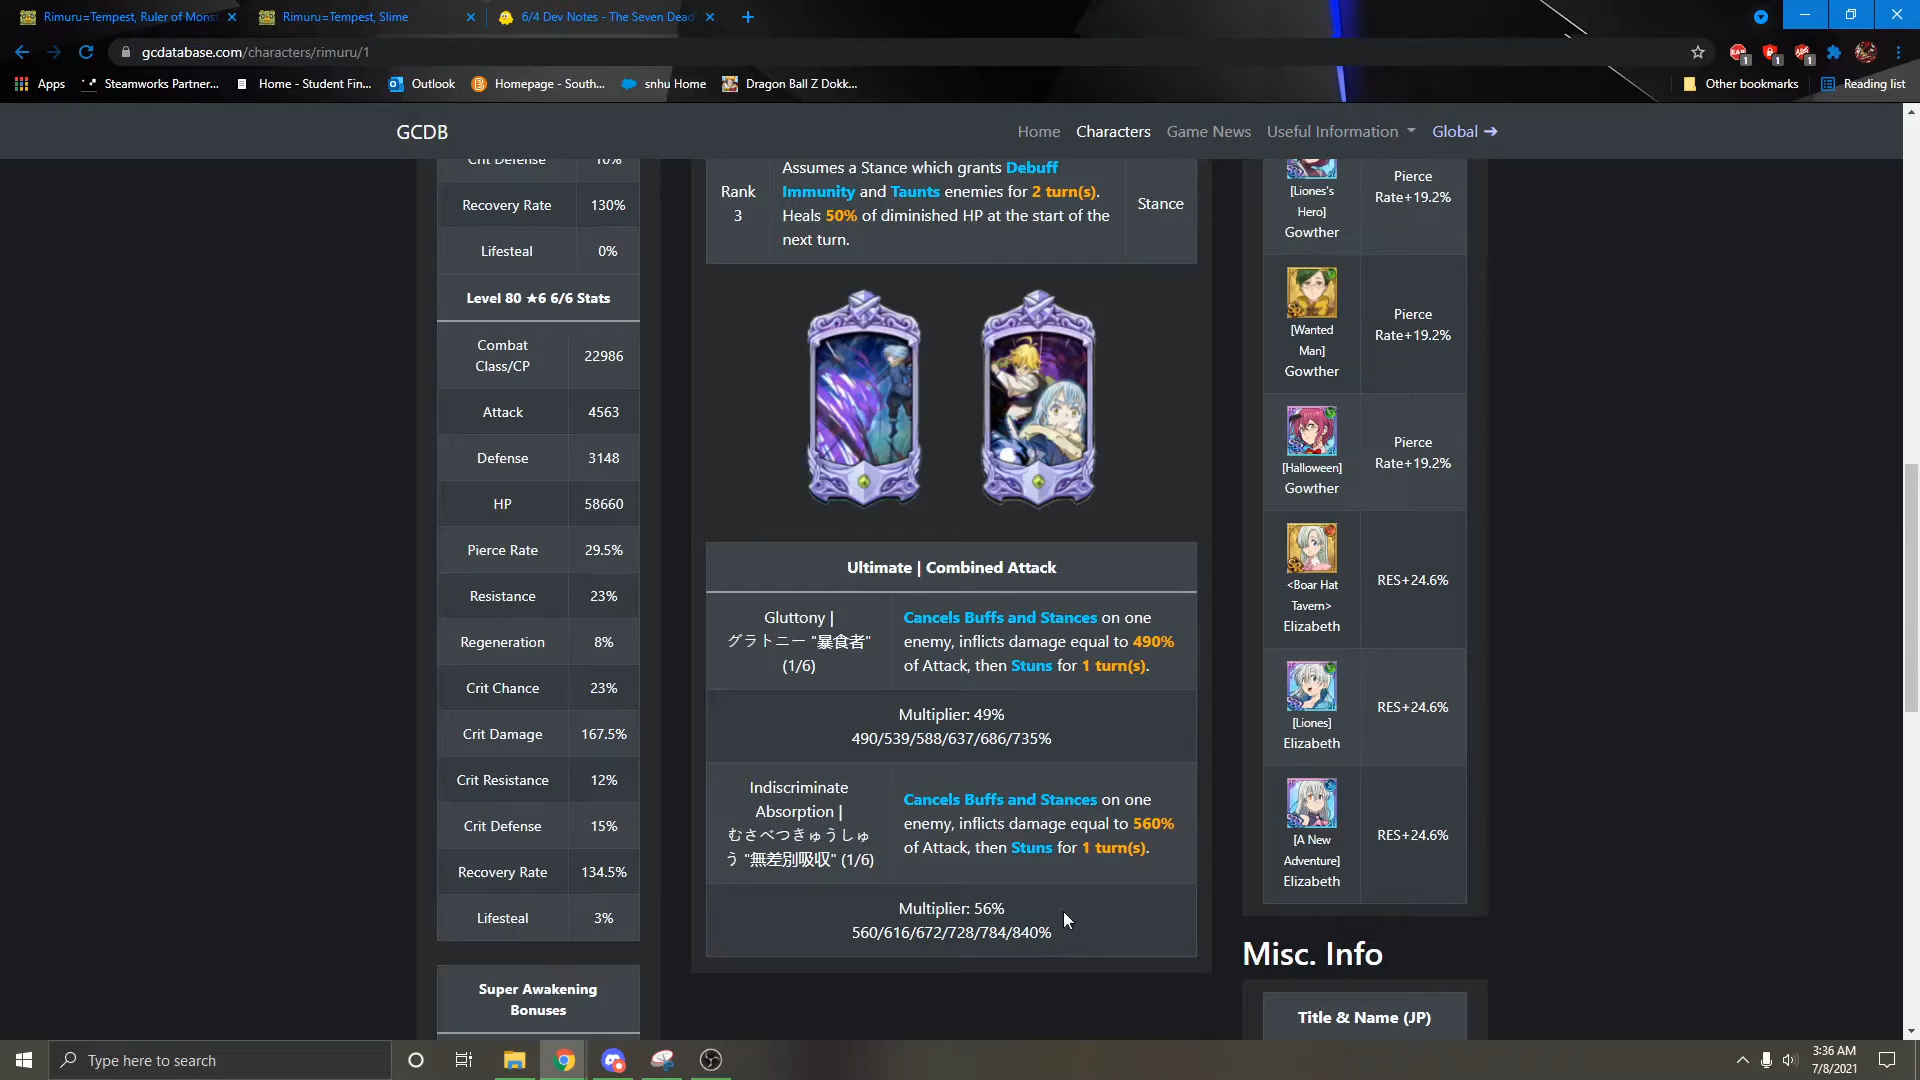 Rimuru=Tempest, Ruler of Monst
Rimuru=Tempest, Slime
6/4 Dev Notes - The Seven Dead
gcdatabase.com/characters/rimuru/1
Apps
Steamworks Partner...
Home - Student Fin...
Outlook
Homepage - South...
snhu Home
Dragon Ball Z Dokk...
Other bookmarks
Reading list
GCDB
Home
Characters
Game News
Useful Information
Global
Crit Defense 10%
Recovery Rate 130%
Lifesteal 0%
Level 80 ★6 6/6 Stats
Combat
Class/CP
22986
Attack 4563
Defense 3148
HP 58660
Pierce Rate 29.5%
Resistance 23%
Regeneration 8%
Crit Chance 23%
Crit Damage 167.5%
Crit Resistance 12%
Crit Defense 15%
Recovery Rate 134.5%
Lifesteal 3%
Super Awakening
Bonuses
Rank
3
Assumes a Stance which grants Debuff
Immunity and Taunts enemies for 2 turn(s).
Heals 50% of diminished HP at the start of the
next turn.
Stance
Ultimate | Combined Attack
Gluttony |
グラトニー "暴食者"
(1/6)
Cancels Buffs and Stances on one
enemy, inflicts damage equal to 490%
of Attack, then Stuns for 1 turn(s).
Multiplier: 49%
490/539/588/637/686/735%
Indiscriminate
Absorption |
むさべつきゅうしゅ
う "無差別吸収" (1/6)
Cancels Buffs and Stances on one
enemy, inflicts damage equal to 560%
of Attack, then Stuns for 1 turn(s).
Multiplier: 56%
560/616/672/728/784/840%
[Liones's
Hero]
Gowther
Pierce
Rate+19.2%
[Wanted
Man]
Gowther
Pierce
Rate+19.2%
[Halloween]
Gowther
Pierce
Rate+19.2%
<Boar Hat
Tavern>
Elizabeth
RES+24.6%
[Liones]
Elizabeth
RES+24.6%
[A New
Adventure]
Elizabeth
RES+24.6%
Misc. Info
Title & Name (JP)
Type here to search
3:36 AM
7/8/2021